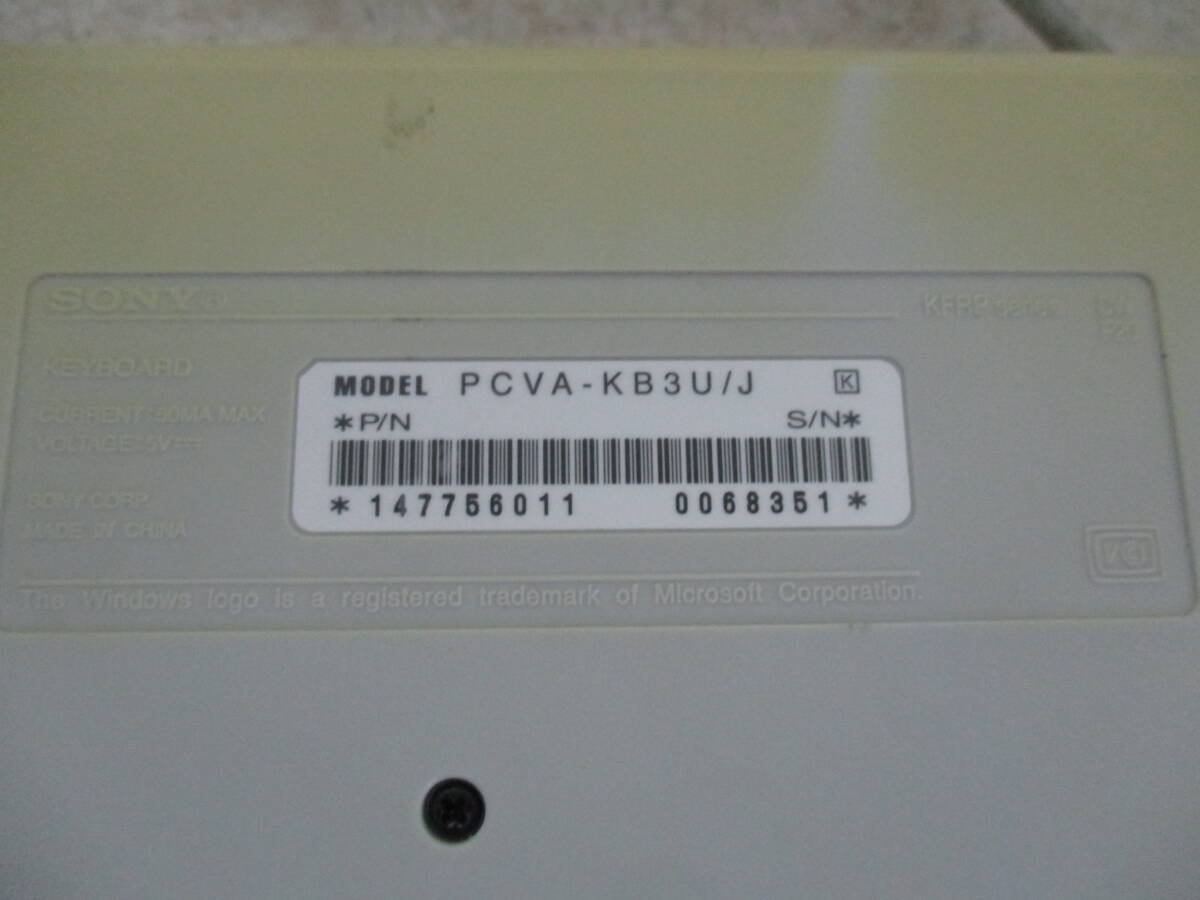 SONY®
KEYBOARD
CURRENT:50MA MAX
VOLTAGE=5V
SONY CORP.
MADE IN CHINA
MODEL PCVA-KB3U/J K
*P/N S/N*
*147756011 0068351*
VCI
The Windows logo is a registered trademark of Microsoft Corporation.